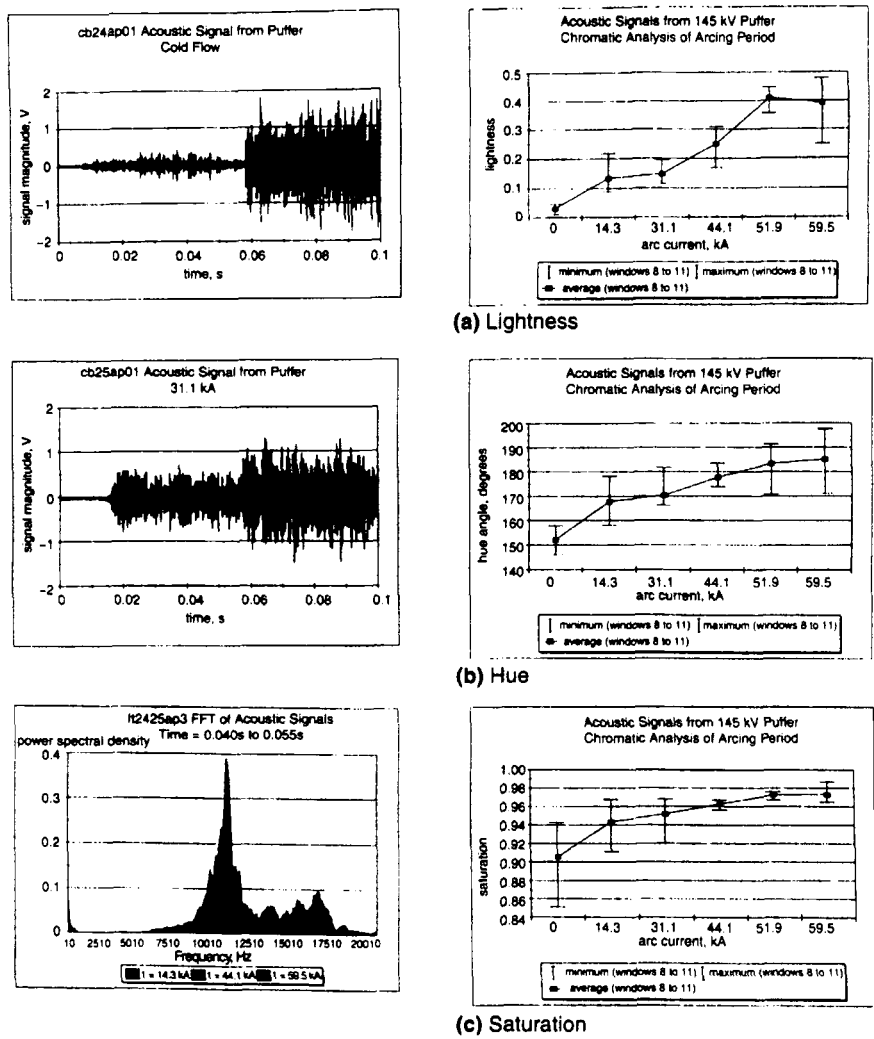 cb24ap01 Acoustic Signal from Puffer
Cold Flow
signal magnitude, V
2
1
0
−1
−2
0 0.02 0.04 0.06 0.08 0.1
time, s
Acoustic Signals from 145 kV Puffer
Chromatic Analysis of Arcing Period
lightness
0.5
0.4
0.3
0.2
0.1
0
0 14.3 31.1 44.1 51.9 59.5
arc current, kA
minimum (windows 8 to 11) maximum (windows 8 to 11)
average (windows 8 to 11)
(a) Lightness
cb25ap01 Acoustic Signal from Puffer
31.1 kA
signal magnitude, V
2
1
0
−1
−2
0 0.02 0.04 0.06 0.08 0.1
time, s
Acoustic Signals from 145 kV Puffer
Chromatic Analysis of Arcing Period
hue angle, degrees
200
190
180
170
160
150
140
0 14.3 31.1 44.1 51.9 59.5
arc current, kA
minimum (windows 8 to 11) maximum (windows 8 to 11)
average (windows 8 to 11)
(b) Hue
FFT of Acoustic Signals
Time = 0.040s to 0.055s
power spectral density
0.4
0.3
0.2
0.1
0
10 2510 5010 7510 10010 12510 15010 17510 20010
Frequency, Hz
= 14.3 kA = 44.1 kA = 59.5 kA
Acoustic Signals from 145 kV Puffer
Chromatic Analysis of Arcing Period
saturation
1.00
0.98
0.96
0.94
0.92
0.90
0.88
0.86
0.84
0 14.3 31.1 44.1 51.9 59.5
arc current, kA
minimum (windows 8 to 11) maximum (windows 8 to 11)
average (windows 8 to 11)
(c) Saturation